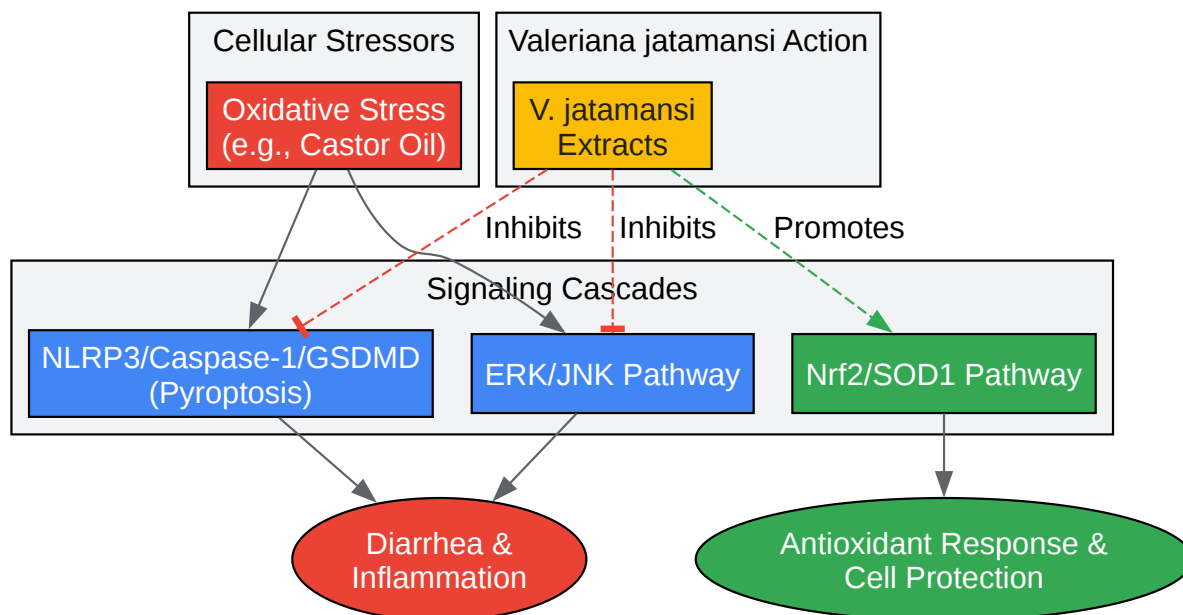 Cellular Stressors
Valeriana jatamansi Action
Oxidative Stress
(e.g., Castor Oil)
V. jatamansi
Extracts
Inhibits
Inhibits
Promotes
Signaling Cascades
NLRP3/Caspase-1/GSDMD
(Pyroptosis)
ERK/JNK Pathway
Nrf2/SOD1 Pathway
Diarrhea &
Inflammation
Antioxidant Response &
Cell Protection